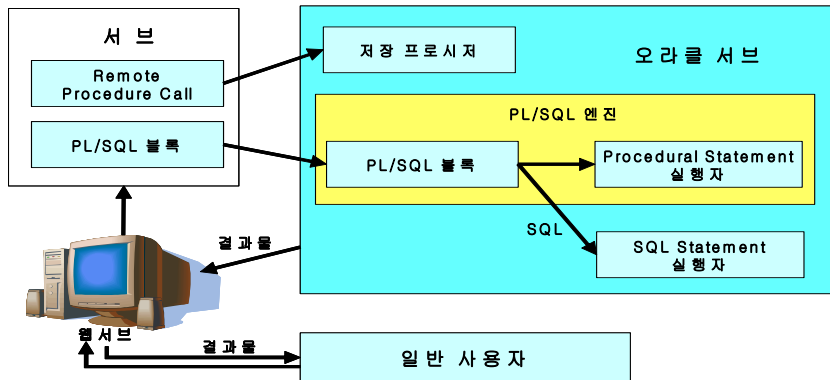 서 브
Remote
Procedure Call
PL/SQL 블록
저장 프로시저
오라클 서브
PL/SQL 엔진
PL/SQL 블록
Procedural Statement
실행자
SQL
SQL Statement
실행자
결과물
웹서브
결과물
일반 사용자